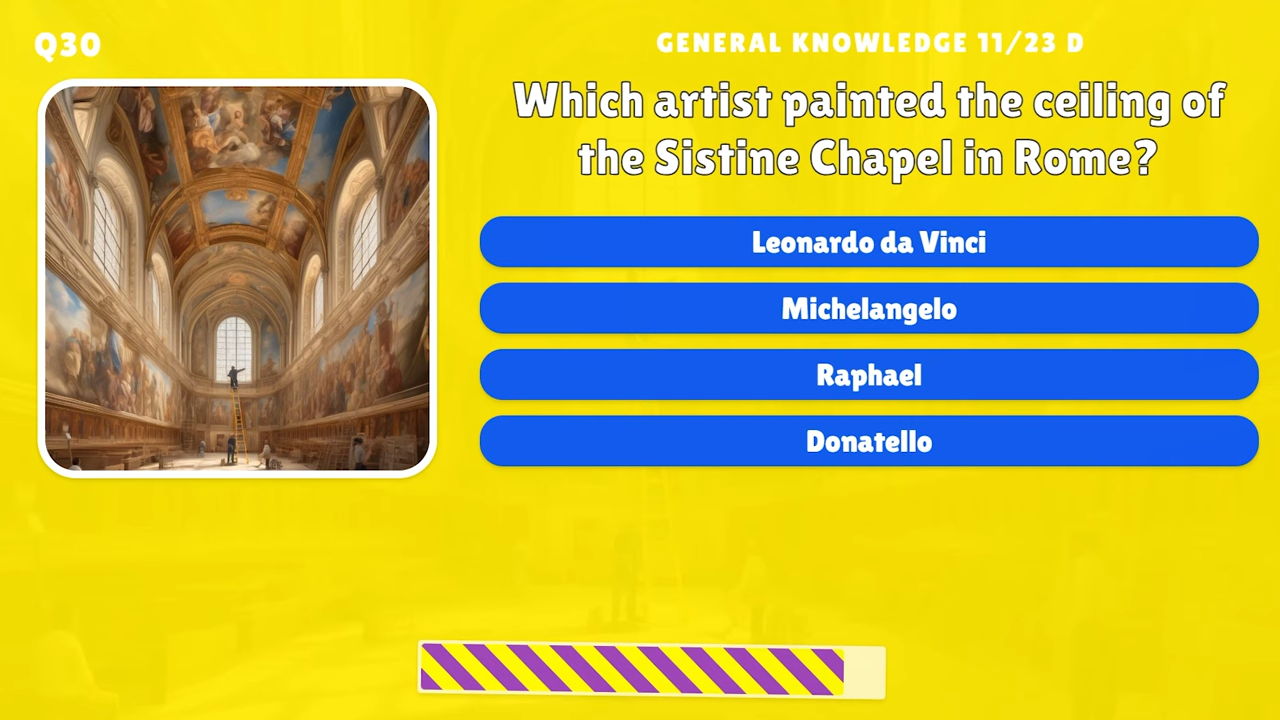 Q30
GENERAL KNOWLEDGE 11/23 D
Which artist painted the ceiling of
the Sistine Chapel in Rome?
Leonardo da Vinci
Michelangelo
Raphael
Donatello